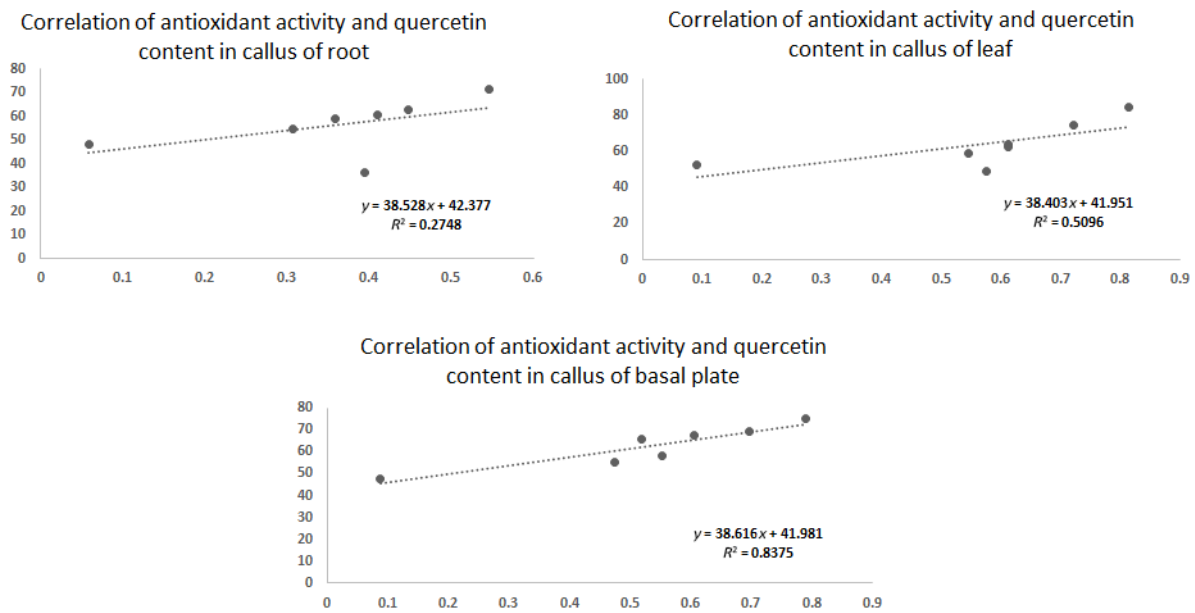 Correlation of antioxidant activity and quercetin
content in callus of root
80
70
60
50
40
30
20
10
0
y = 38.528x + 42.377
R² = 0.2748
0 0.1 0.2 0.3 0.4 0.5 0.6
Correlation of antioxidant activity and quercetin
content in callus of leaf
100
80
60
40
20
0
y = 38.403x + 41.951
R² = 0.5096
0 0.1 0.2 0.3 0.4 0.5 0.6 0.7 0.8 0.9
Correlation of antioxidant activity and quercetin
content in callus of basal plate
80
70
60
50
40
30
20
10
0
y = 38.616x + 41.981
R² = 0.8375
0 0.1 0.2 0.3 0.4 0.5 0.6 0.7 0.8 0.9